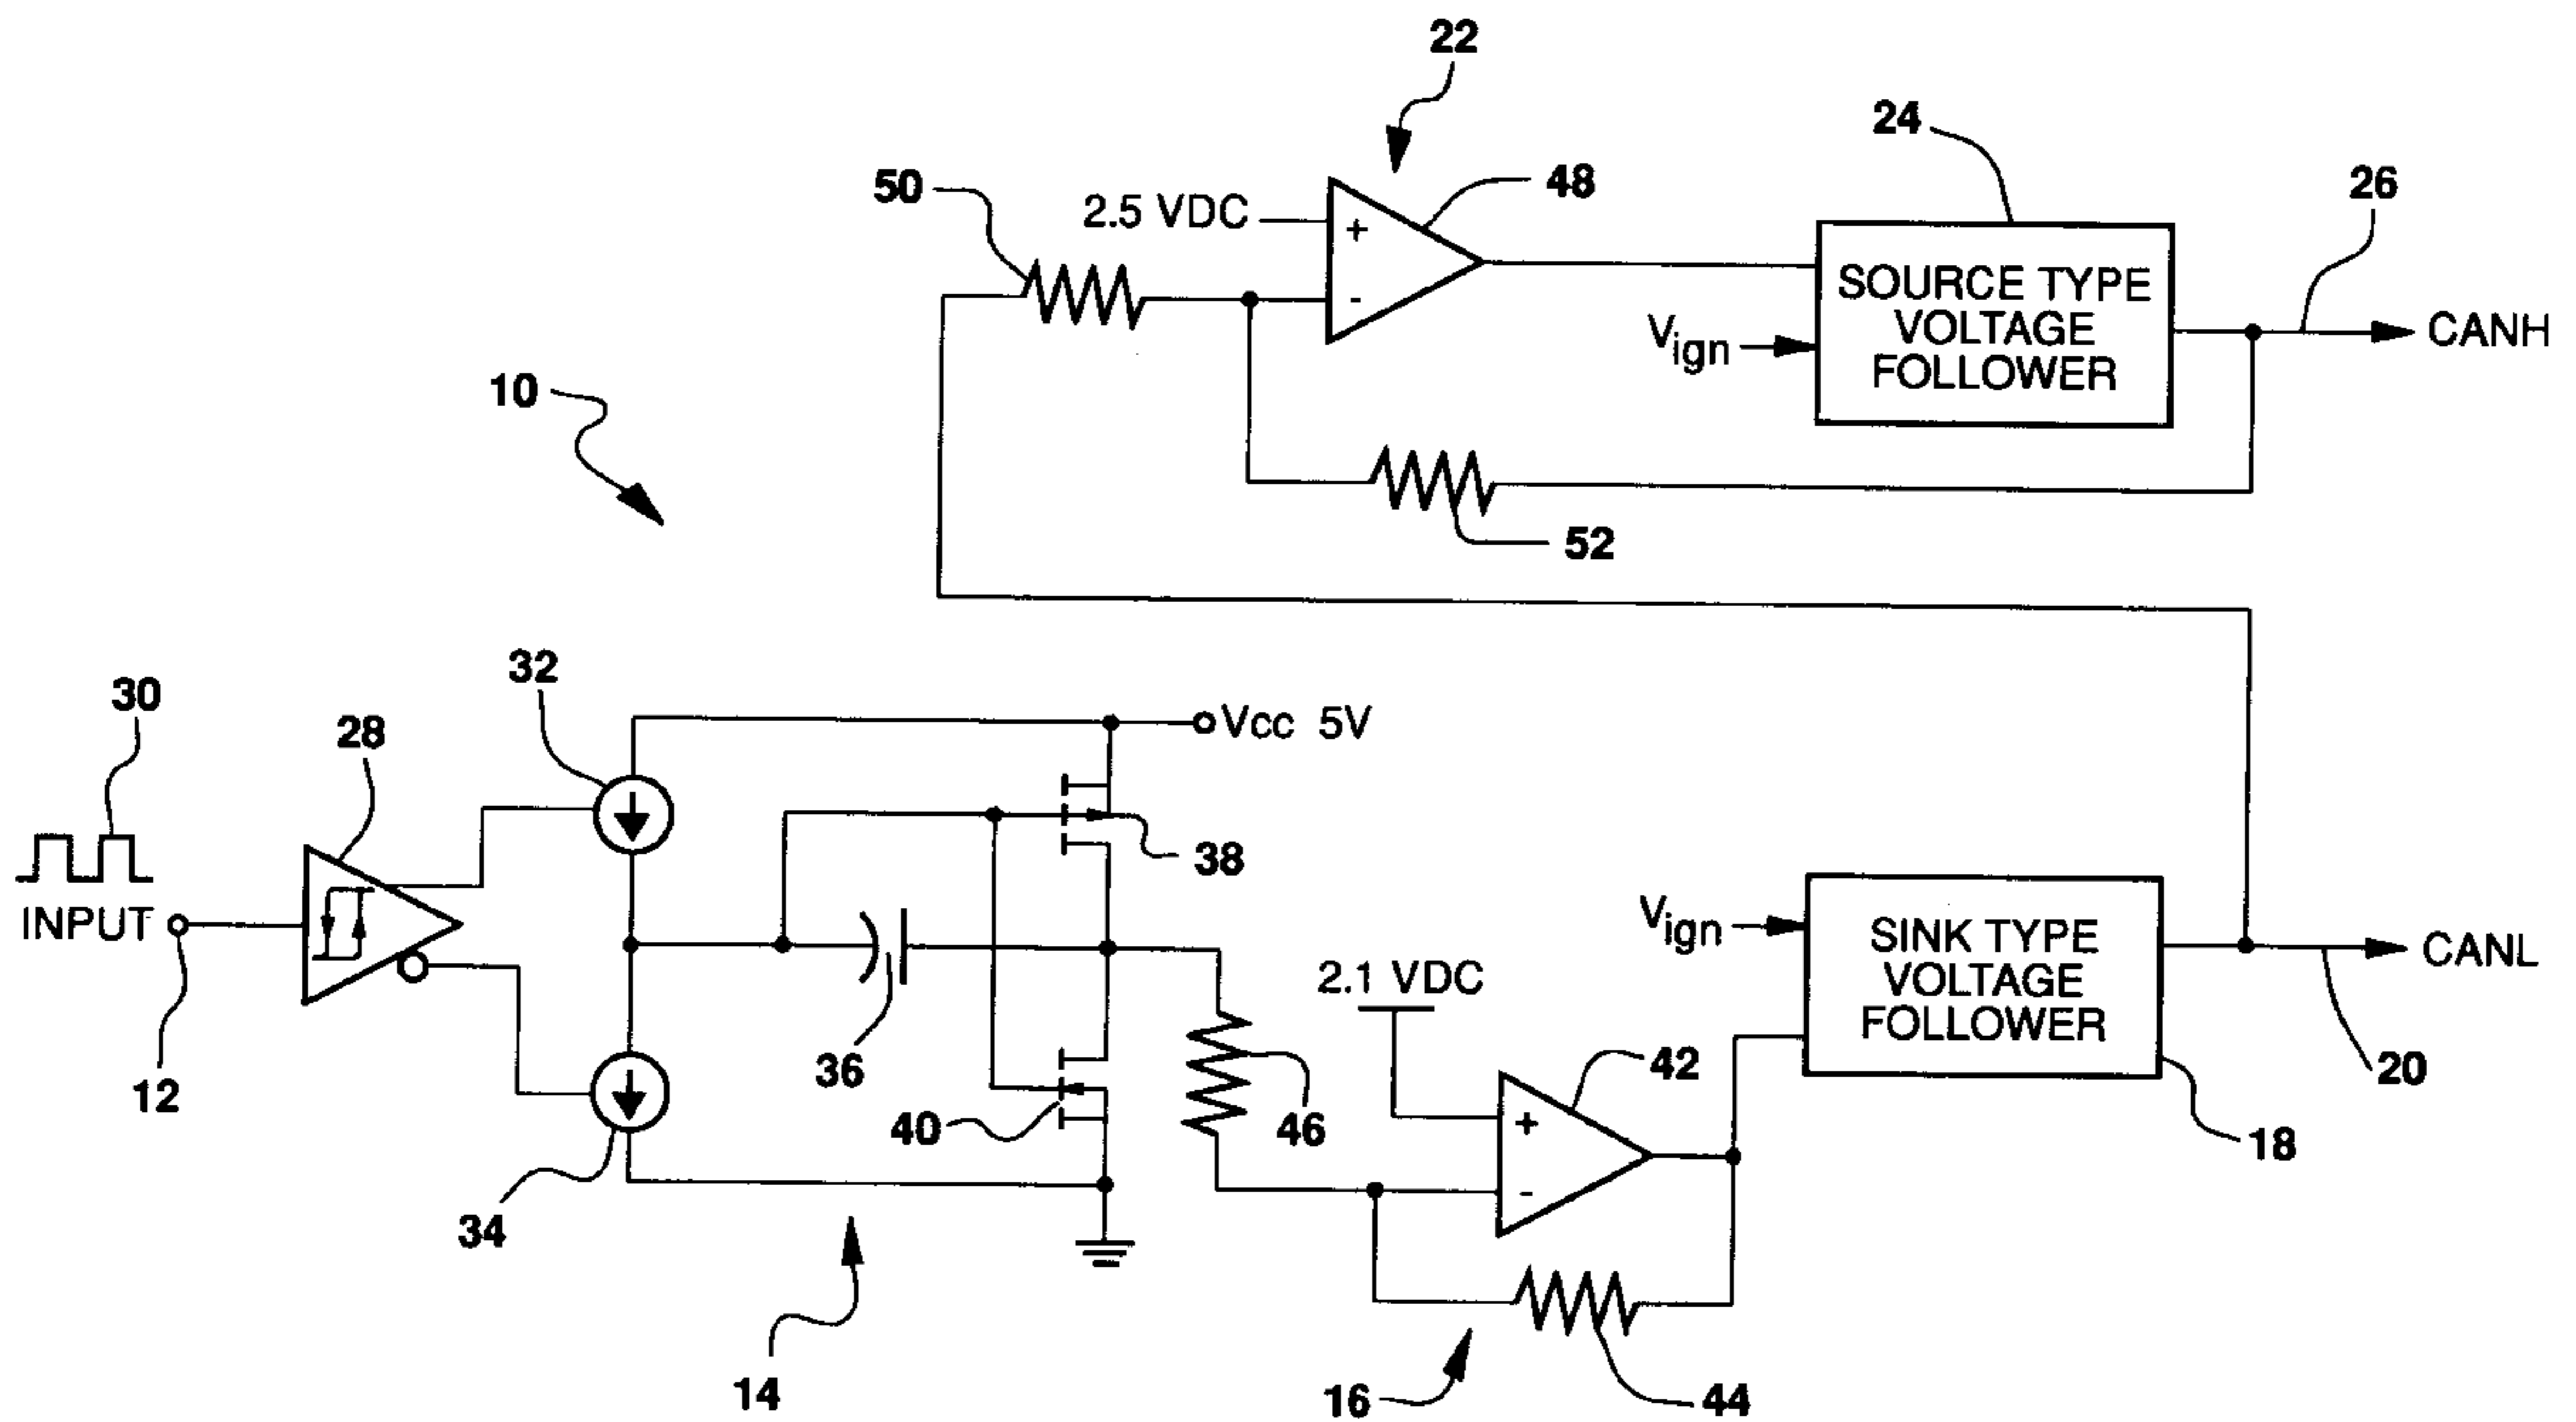 22
24
50
2.5 VDC
48
26
+
-
SOURCE TYPE
VOLTAGE
FOLLOWER
Vign
CANH
10
52
32
30
28
Vcc 5V
38
INPUT
Vign
SINK TYPE
VOLTAGE
FOLLOWER
CANL
2.1 VDC
12
36
40
46
42
+
-
20
18
34
14
16
44